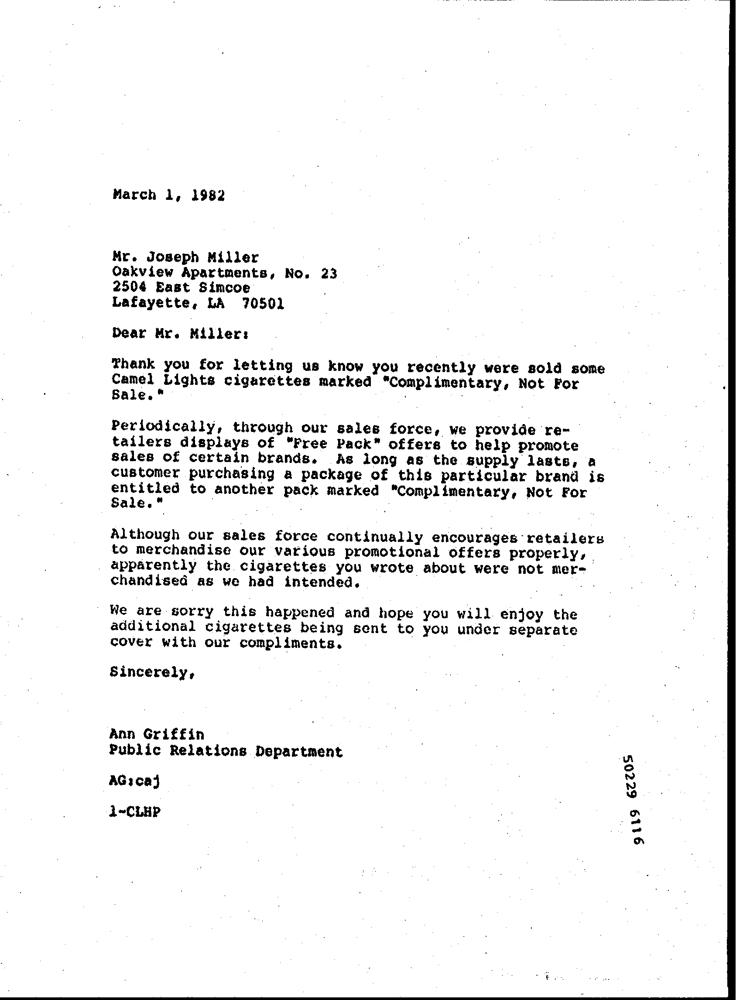 March 1, 1982
Mr. Joseph Miller
Oakview Apartments, No. 23
2504 East Simcoe
Lafayette, LA  70501
Dear Mr. Miller:
Thank you for letting us know you recently were sold some
Camel Lights cigarettes marked "Complimentary, Not For
Sale."
Periodically, through our sales force, we provide re-
tailers displays of "Free Pack" offers to help promote
sales of certain brands.  As long as the supply lasts, a
customer purchasing a package of this particular brand is
entitled to another pack marked "Complimentary, Not For
Sale."
Although our sales force continually encourages retailers
to merchandise our various promotional offers properly,
apparently the cigarettes you wrote about were not mer-
chandised as we had intended.
We are sorry this happened and hope you will enjoy the
additional cigarettes being sent to you under separate
cover with our compliments.
Sincerely,
Ann Griffin
Public Relations Department
AG:caj
1-CLHP
50229 6116